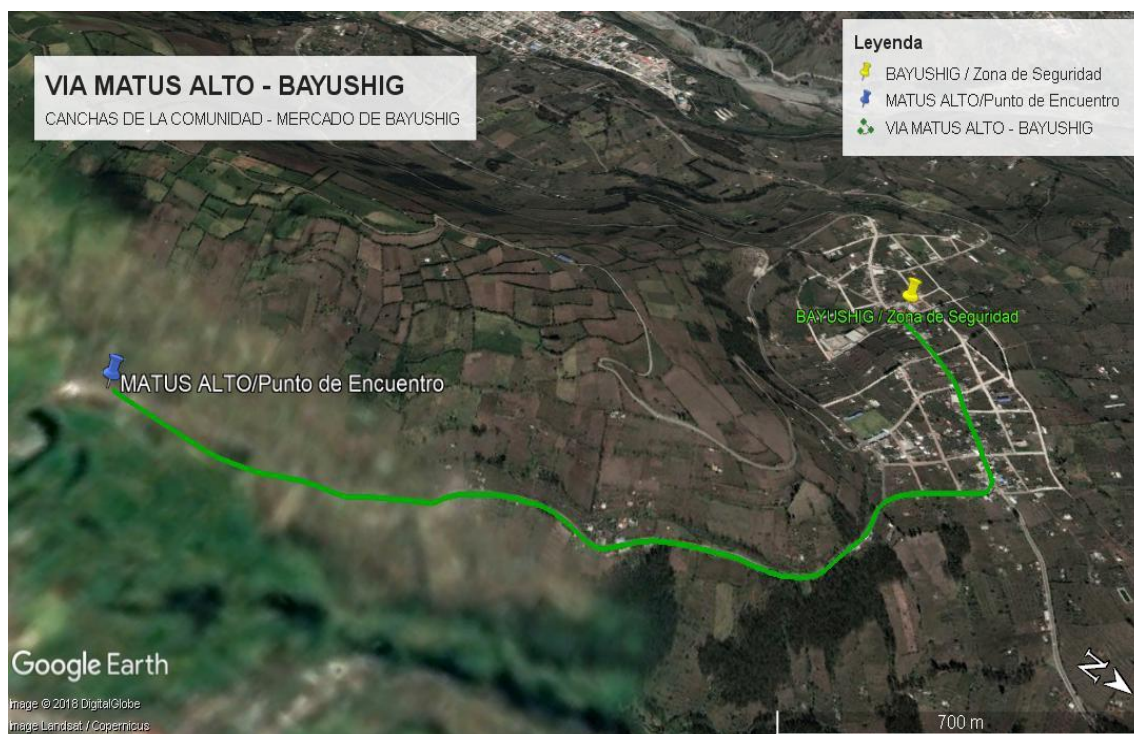 VIA MATUS ALTO - BAYUSHIG
CANCHAS DE LA COMUNIDAD - MERCADO DE BAYUSHIG
Leyenda
BAYUSHIG / Zona de Seguridad
MATUS ALTO/Punto de Encuentro
VIA MATUS ALTO - BAYUSHIG
BAYUSHIG / Zona de Seguridad
MATUS ALTO/Punto de Encuentro
Google Earth
Image © 2018 DigitalGlobe
Image Landsat / Copernicus
N
700 m